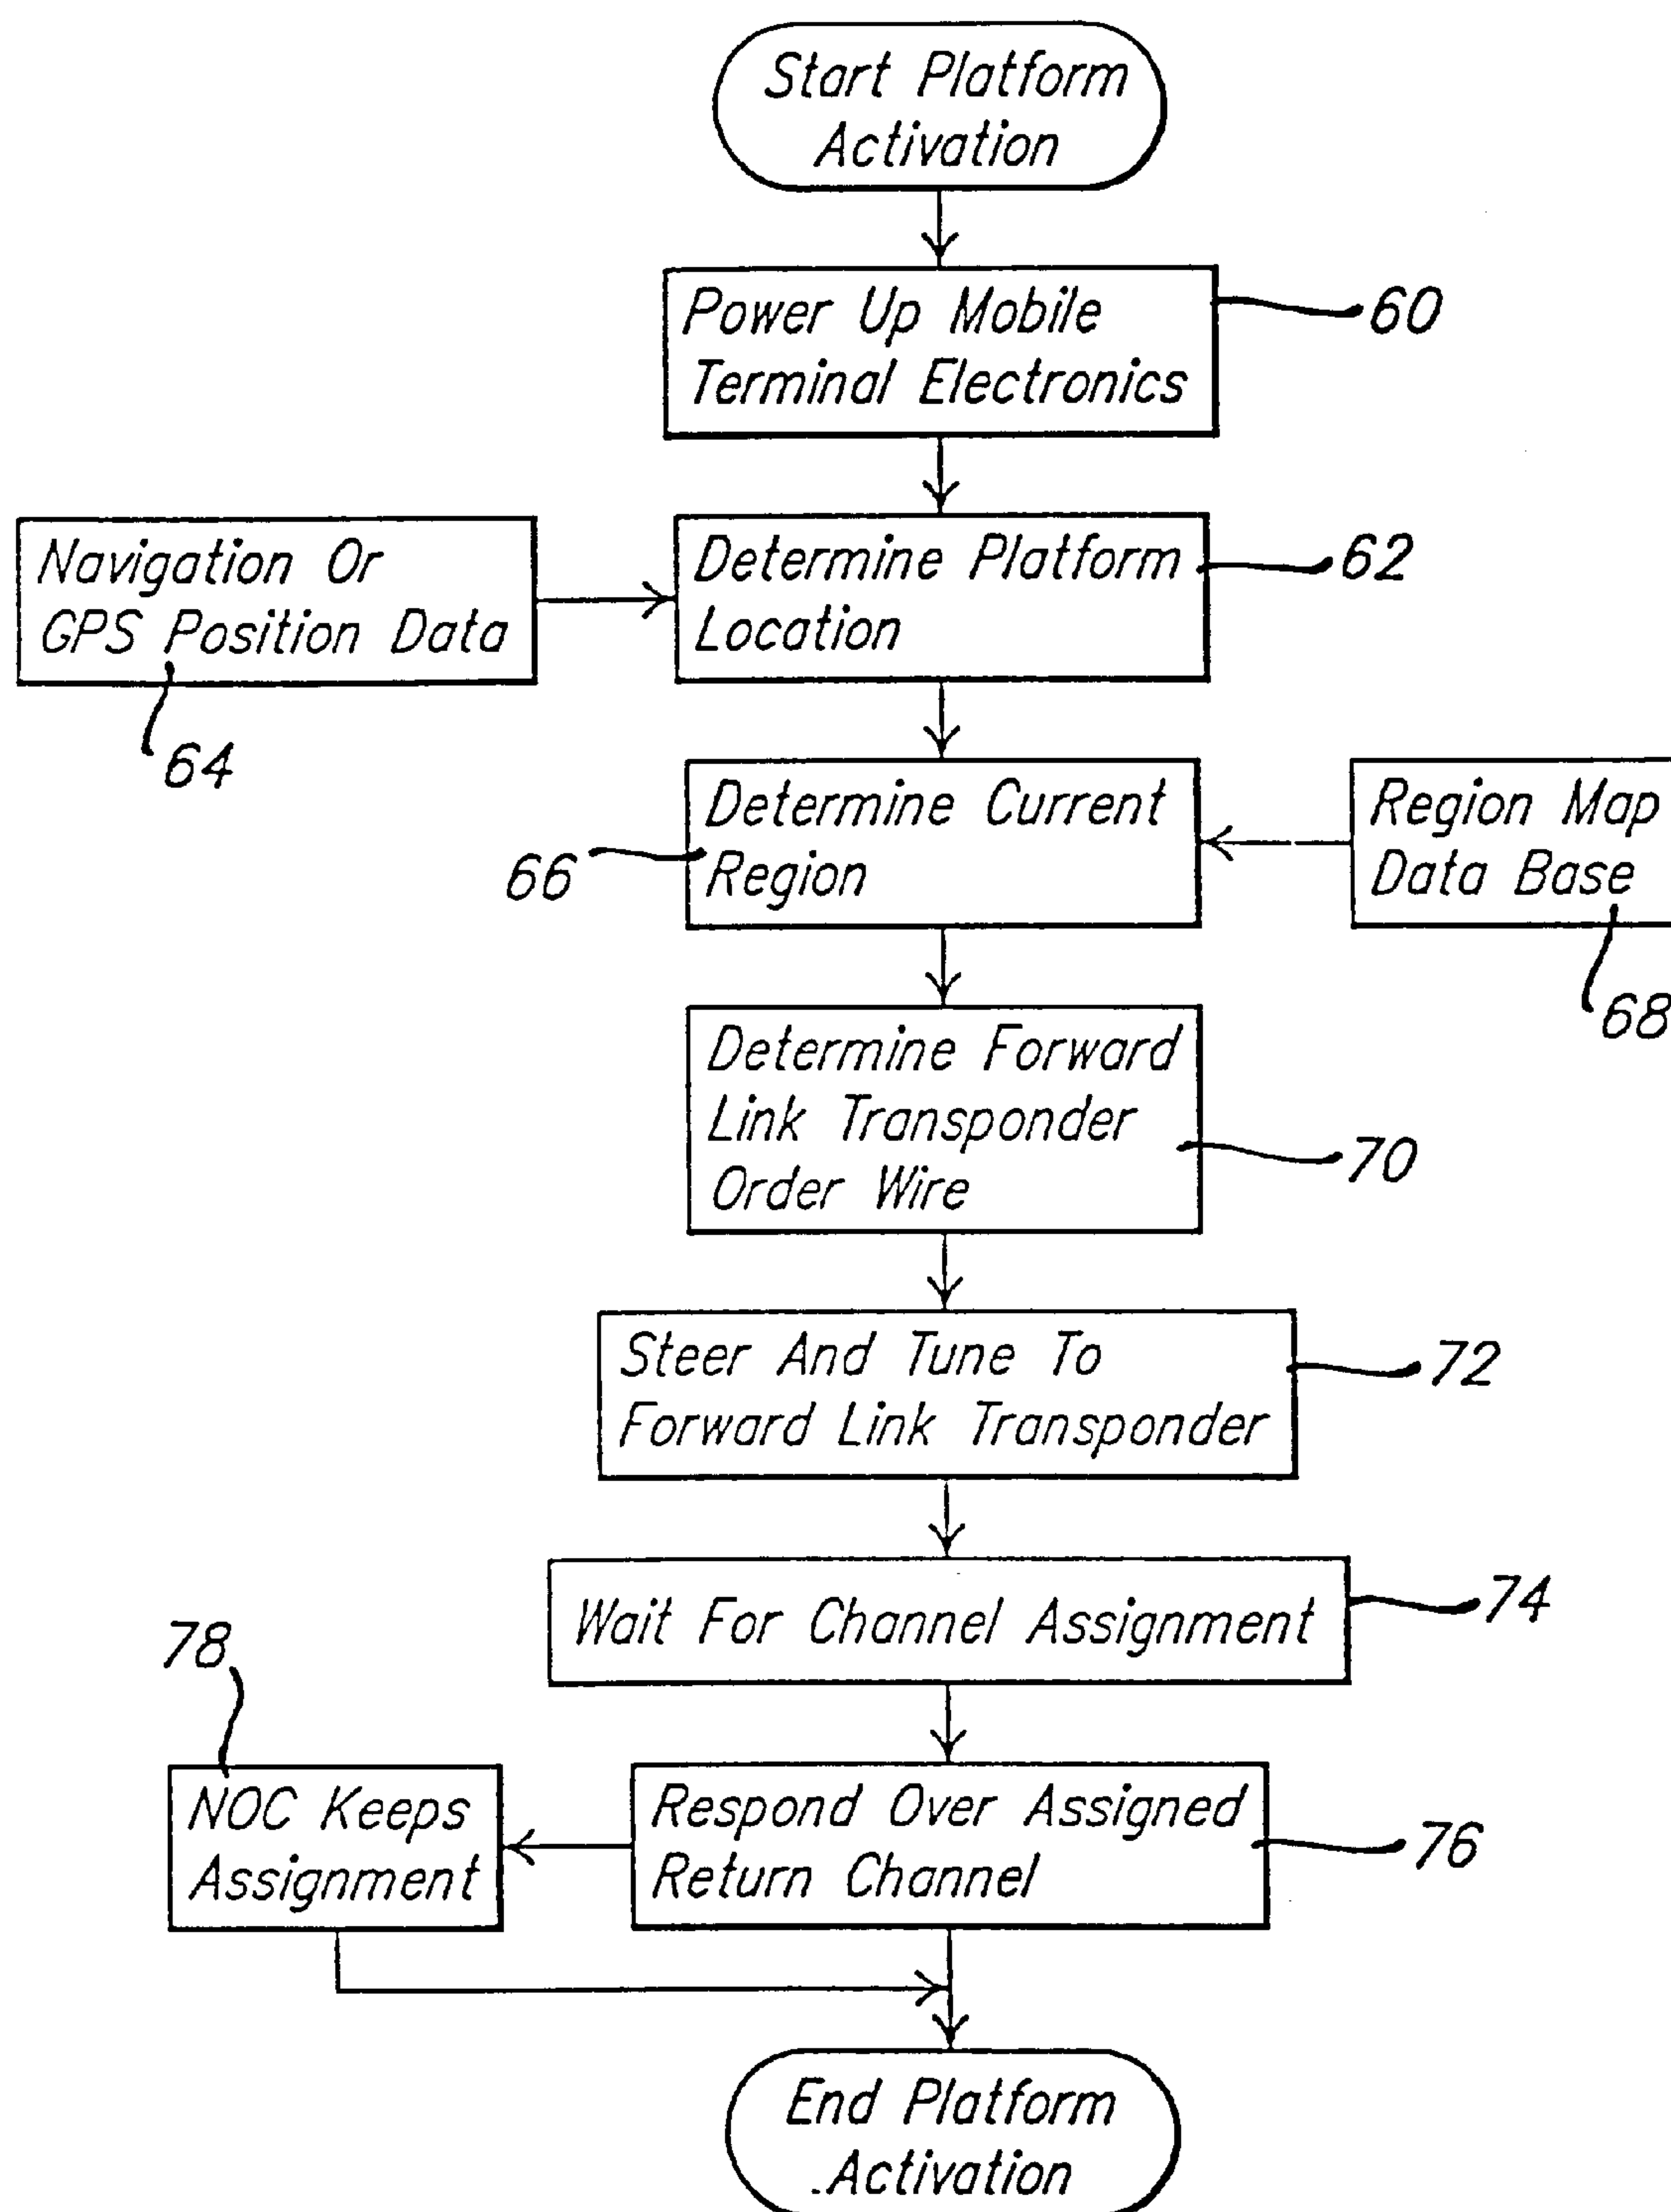 Start Platform
Activation
Power Up Mobile
Terminal Electronics
60
Navigation Or
GPS Position Data
64
Determine Platform
Location
62
Determine Current
Region
66
Region Map
Data Base
68
Determine Forward
Link Transponder
Order Wire
70
Steer And Tune To
Forward Link Transponder
72
Wait For Channel Assignment
74
78
NOC Keeps
Assignment
Respond Over Assigned
Return Channel
76
End Platform
Activation